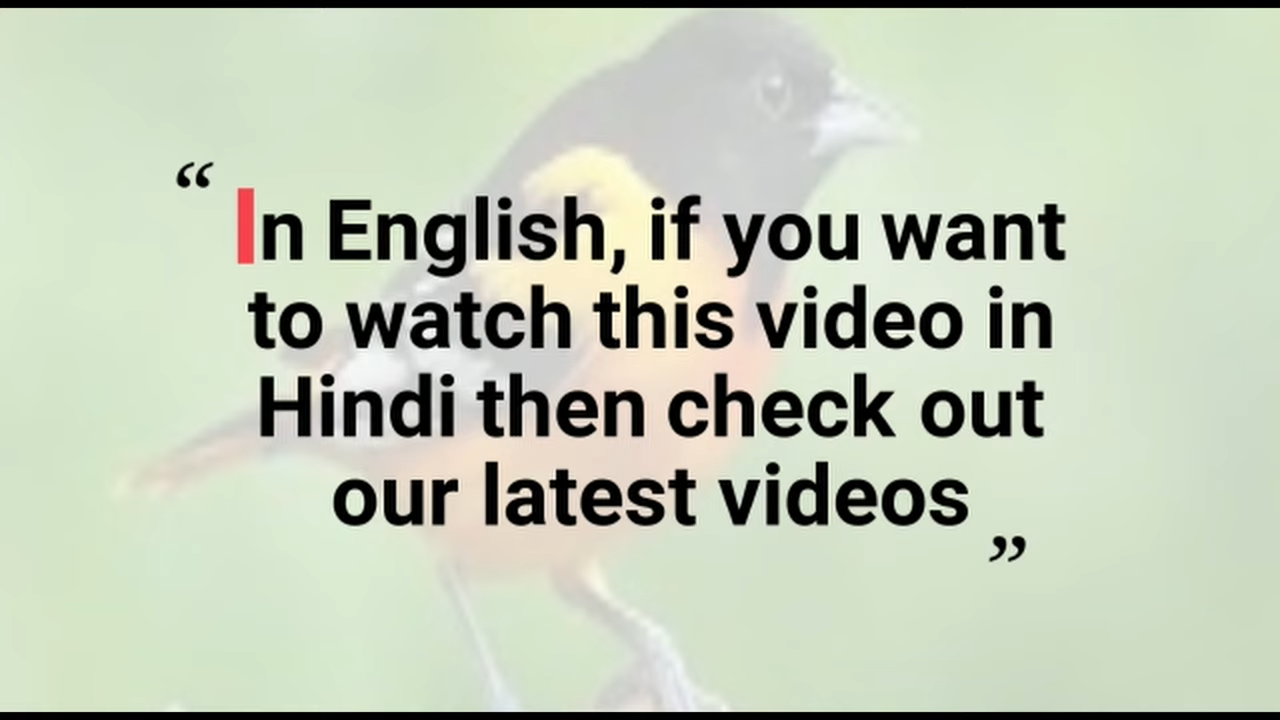 “ In English, if you want
to watch this video in
Hindi then check out
our latest videos ”